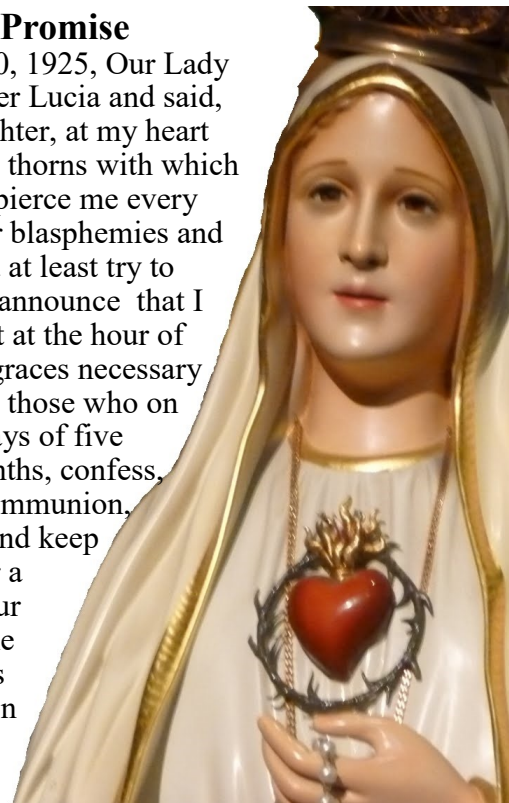 Promise
0, 1925, Our Lady
er Lucia and said,
hter, at my heart
thorns with which
pierce me every
r blasphemies and
at least try to
announce that I
t at the hour of
graces necessary
those who on
ays of five
nths, confess,
mmunion,
nd keep
a
ur
e
s
n